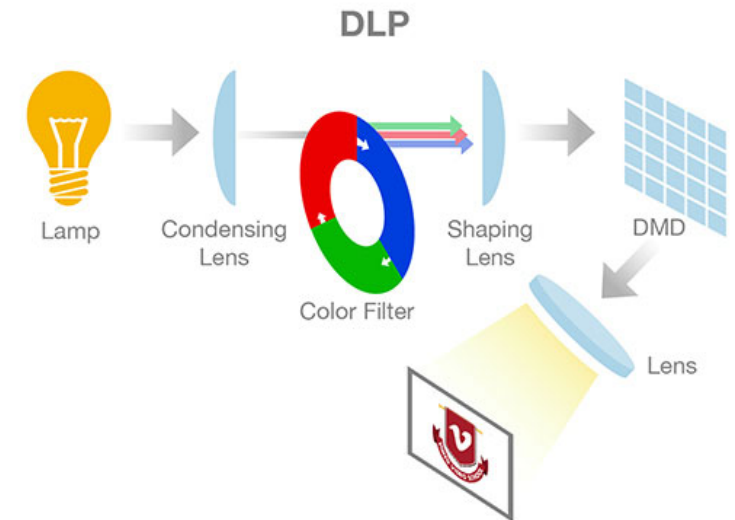 DLP
Lamp
Condensing
Lens
Color Filter
Shaping
Lens
DMD
Lens